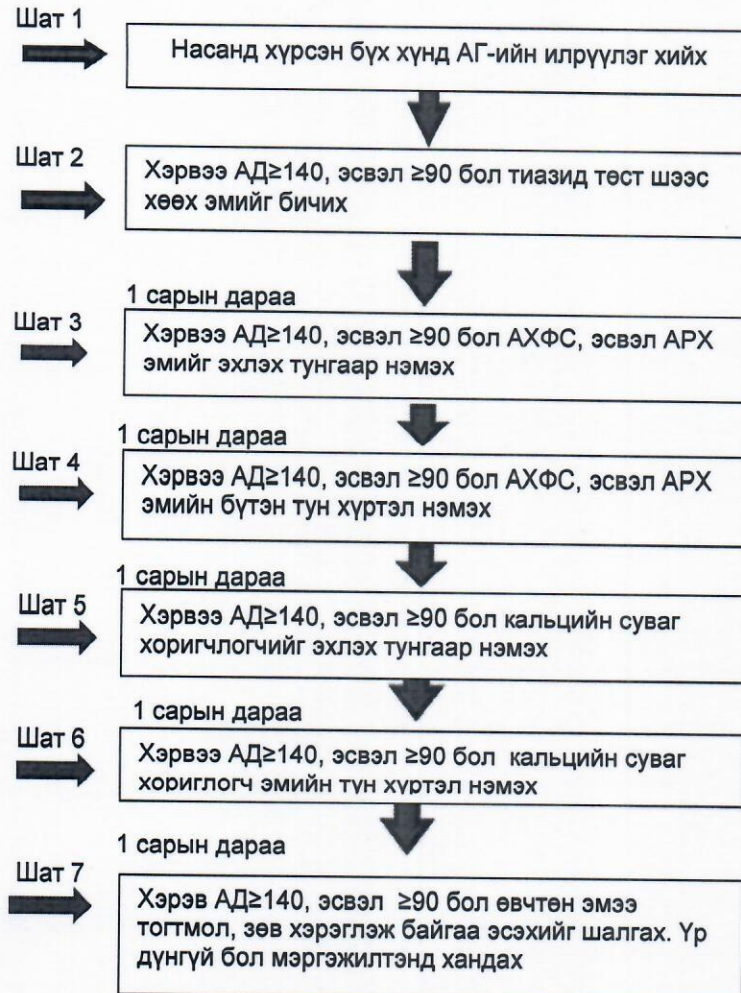 Шат 1
Насанд хүрсэн бүх хүнд АГ-ийн илрүүлэг хийх
Шат 2
Хэрвээ АД≥140, эсвэл ≥90 бол тиазид төст шээс
хөөх эмийг бичих
1 сарын дараа
Шат 3
Хэрвээ АД≥140, эсвэл ≥90 бол АХФС, эсвэл АРХ
эмийг эхлэх тунгаар нэмэх
1 сарын дараа
Шат 4
Хэрвээ АД≥140, эсвэл ≥90 бол АХФС, эсвэл АРХ
эмийн бүтэн тун хүртэл нэмэх
1 сарын дараа
Шат 5
Хэрвээ АД≥140, эсвэл ≥90 бол кальцийн суваг
хоригчлогчийг эхлэх тунгаар нэмэх
1 сарын дараа
Шат 6
Хэрвээ АД≥140, эсвэл ≥90 бол кальцийн суваг
хориглогч эмийн тун хүртэл нэмэх
1 сарын дараа
Шат 7
Хэрэв АД≥140, эсвэл ≥90 бол өвчтөн эмээ
тогтмол, зөв хэрэглэж байгаа эсэхийг шалгах. Үр
дүнгүй бол мэргэжилтэнд хандах